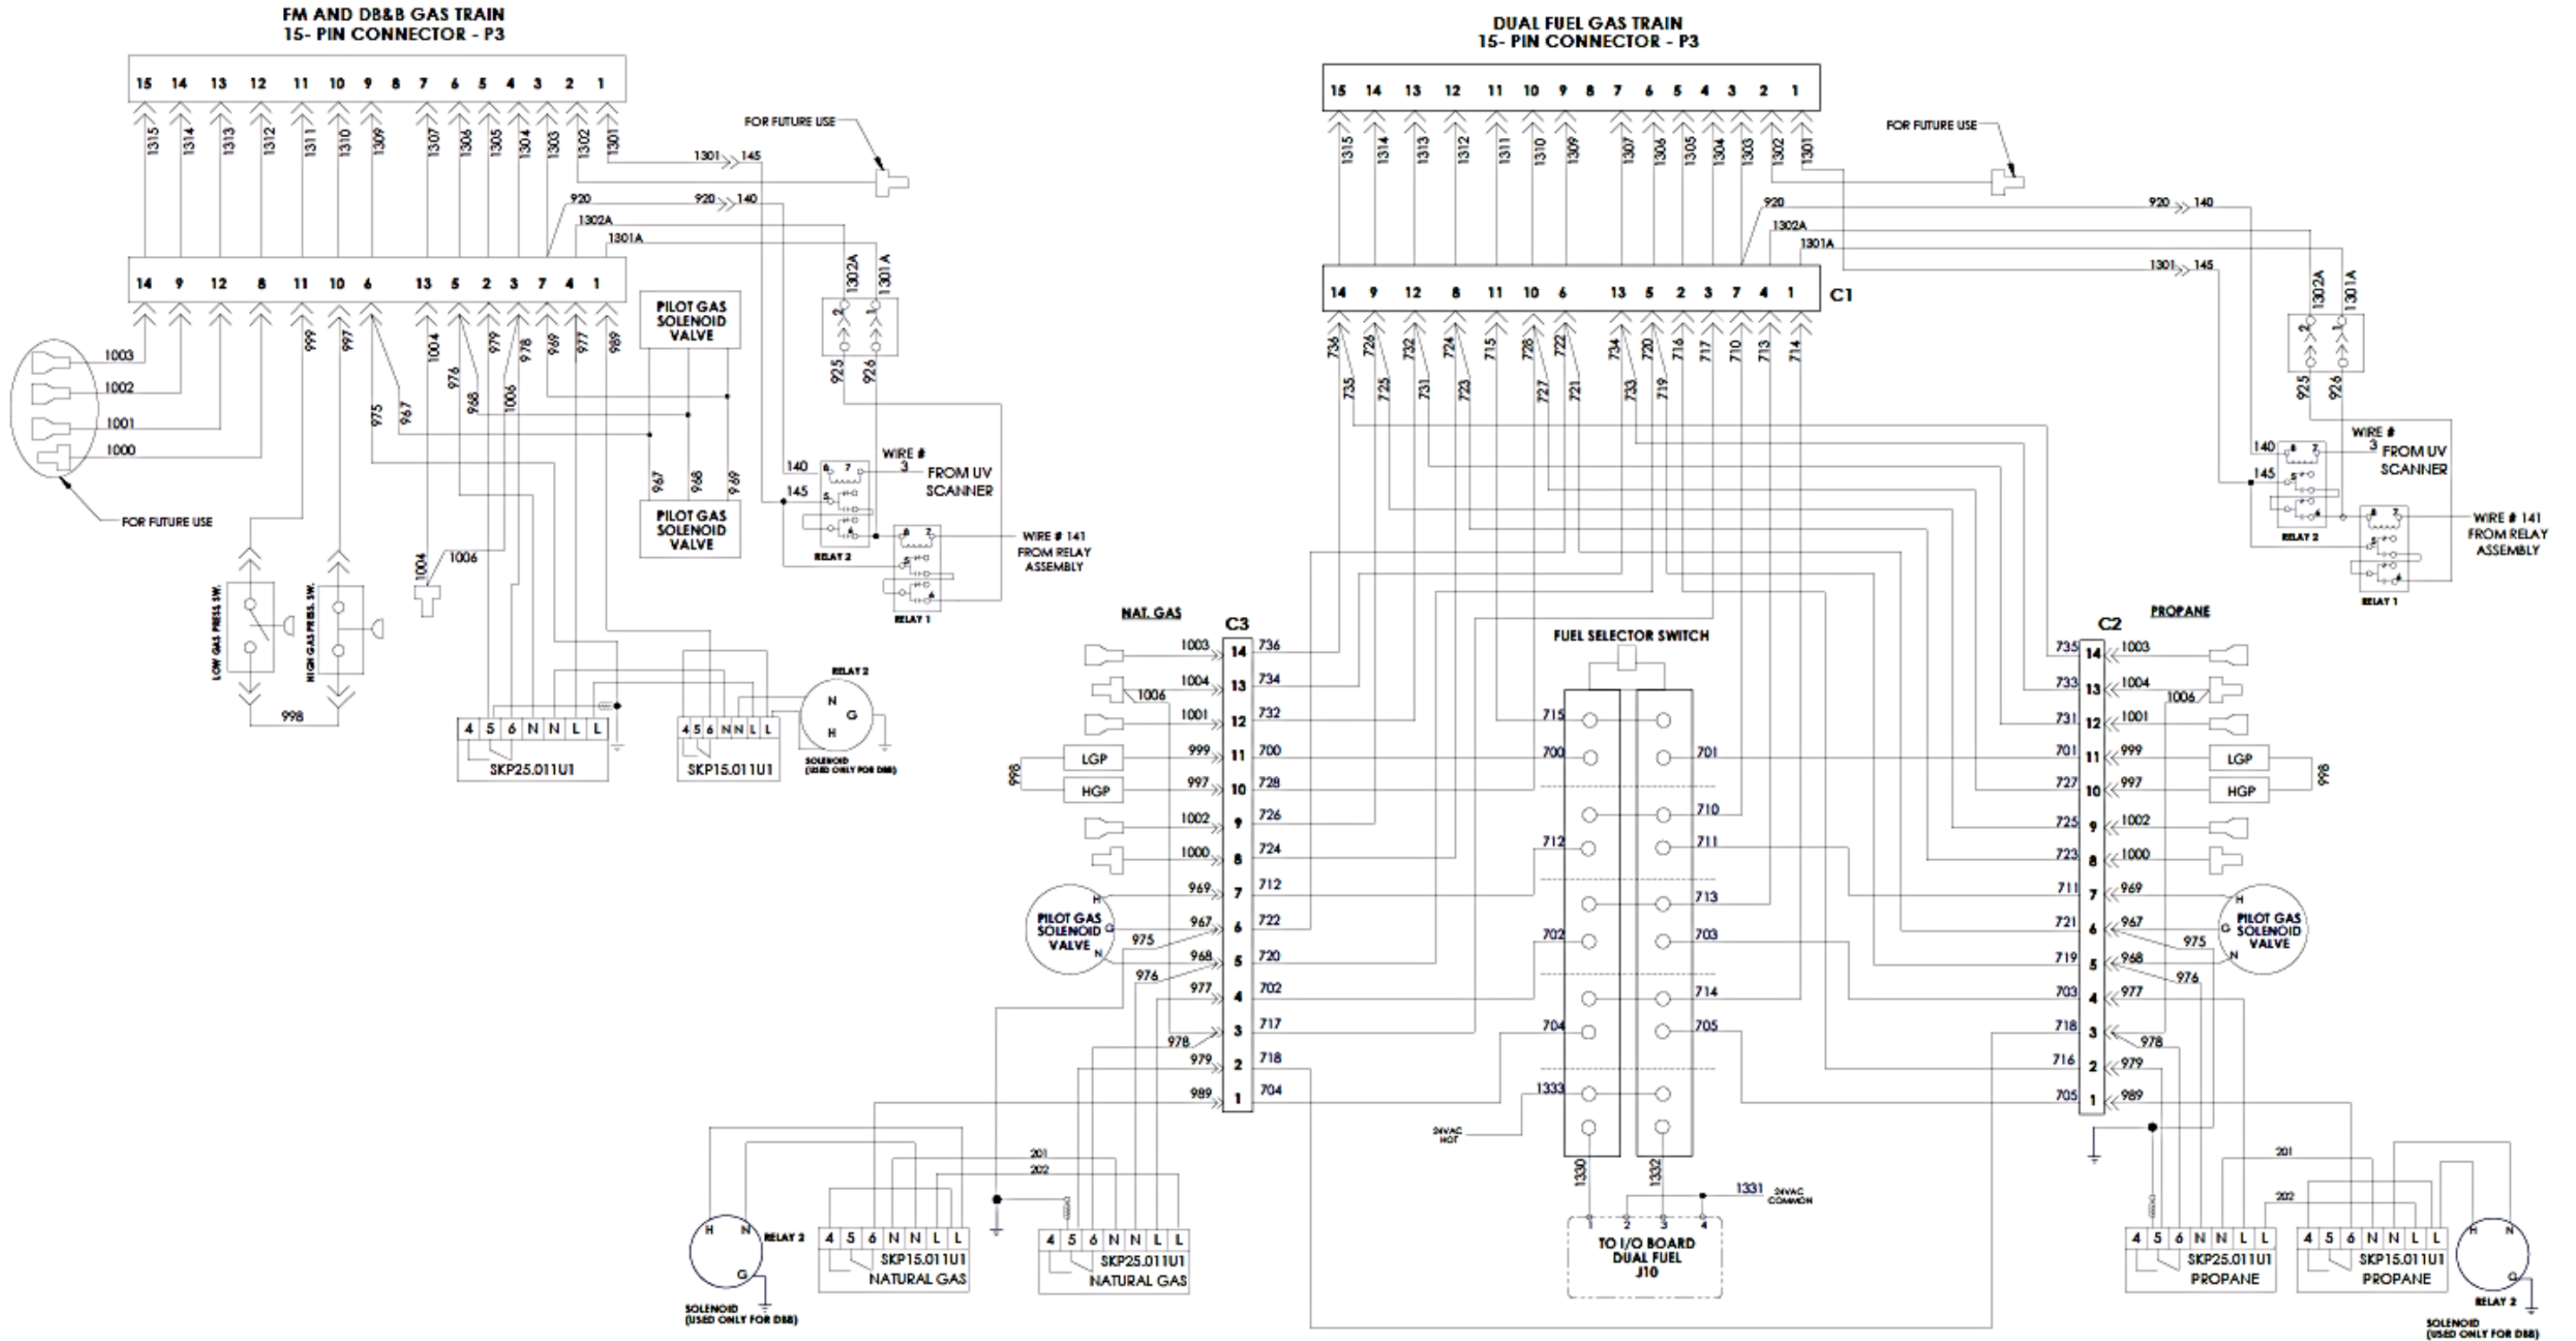 FM AND DB&B GAS TRAIN
15- PIN CONNECTOR - P3
15 14 13 12 11 10 9 8 7 6 5 4 3 2 1
1315 1314 1313 1312 1311 1310 1309 1307 1306 1305 1304 1303 1302 1301
FOR FUTURE USE
1301 145
920 920 140
1302A
1301A
14 9 12 8 11 10 6 13 5 2 3 7 4 1
1302A 1301A
PILOT GAS
SOLENOID
VALVE
2 1
999 997 1004 979 978 969 977 989
1003
1002
1001
1000
976 968 1006
975 967
925 926
FOR FUTURE USE
967 968 969
PILOT GAS
SOLENOID
VALVE
140
145
8 7
5
6
RELAY 2
WIRE #
3
FROM UV
SCANNER
8 7
5
6
RELAY 1
WIRE # 141
FROM RELAY
ASSEMBLY
1004 1006
LOW GAS PRESS. SW.
HIGH GAS PRESS. SW.
998
4 5 6 N N L L
SKP25.011U1
4 5 6 N N L L
SKP15.011U1
RELAY 2
N
G
H
SOLENOID
(USED ONLY FOR DBB)
DUAL FUEL GAS TRAIN
15- PIN CONNECTOR - P3
15 14 13 12 11 10 9 8 7 6 5 4 3 2 1
1315 1314 1313 1312 1311 1310 1309 1307 1306 1305 1304 1303 1302 1301
FOR FUTURE USE
920 920 140
1302A
1301A
1301 145
14 9 12 8 11 10 6 13 5 2 3 7 4 1
C1
1302A 1301A
2 1
736 726 732 724 715 728 722 734 720 716 717 710 713 714
735 725 731 723 727 721 733 719
925 926
140
145
8 7
5
6
RELAY 2
WIRE #
3
FROM UV
SCANNER
8 7
5
6
RELAY 1
WIRE # 141
FROM RELAY
ASSEMBLY
NAT. GAS
C3
1003 14 736
1004 13 734
1006
1001 12 732
LGP 999 11 700
998
HGP 997 10 728
1002 9 726
1000 8 724
969 7 712
H
PILOT GAS
SOLENOID
VALVE
G
N
967 6 722
975
968 5 720
976
977 4 702
3 717
978
979 2 718
989 1 704
FUEL SELECTOR SWITCH
715
700 701
710
712 711
713
702 703
714
704 705
1333
24VAC
HOT
1330 1332
1331 24VAC
COMMON
1 2 3 4
TO I/O BOARD
DUAL FUEL
J10
PROPANE
C2
735 14 1003
733 13 1004
1006
731 12 1001
701 11 999 LGP
998
727 10 997 HGP
725 9 1002
723 8 1000
711 7 969
H
PILOT GAS
SOLENOID
VALVE
G
N
721 6 967
975
719 5 968
976
703 4 977
718 3
978
716 2 979
705 1 989
201
202
H N
G
RELAY 2
SOLENOID
(USED ONLY FOR DBB)
4 5 6 N N L L
SKP15.011U1
NATURAL GAS
4 5 6 N N L L
SKP25.011U1
NATURAL GAS
201
202
4 5 6 N N L L
SKP25.011U1
PROPANE
4 5 6 N N L L
SKP15.011U1
PROPANE
H N
G
RELAY 2
SOLENOID
(USED ONLY FOR DBB)